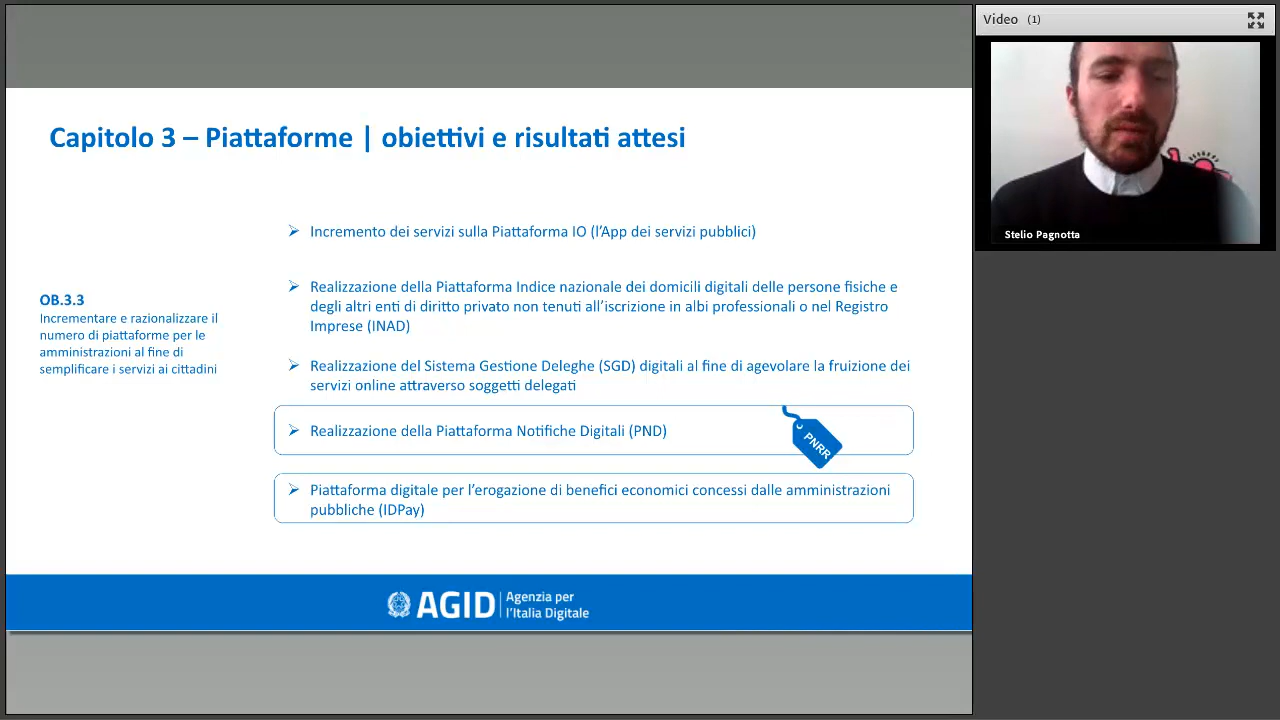 Video (1)
Stelio Pagnotta
Capitolo 3 – Piattaforme | obiettivi e risultati attesi
OB.3.3
Incrementare e razionalizzare il
numero di piattaforme per le
amministrazioni al fine di
semplificare i servizi ai cittadini
➢ Incremento dei servizi sulla Piattaforma IO (l’App dei servizi pubblici)
➢ Realizzazione della Piattaforma Indice nazionale dei domicili digitali delle persone fisiche e
degli altri enti di diritto privato non tenuti all’iscrizione in albi professionali o nel Registro
Imprese (INAD)
➢ Realizzazione del Sistema Gestione Deleghe (SGD) digitali al fine di agevolare la fruizione dei
servizi online attraverso soggetti delegati
➢ Realizzazione della Piattaforma Notifiche Digitali (PND)
PNRR
➢ Piattaforma digitale per l’erogazione di benefici economici concessi dalle amministrazioni
pubbliche (IDPay)
AGID
Agenzia per
l’Italia Digitale